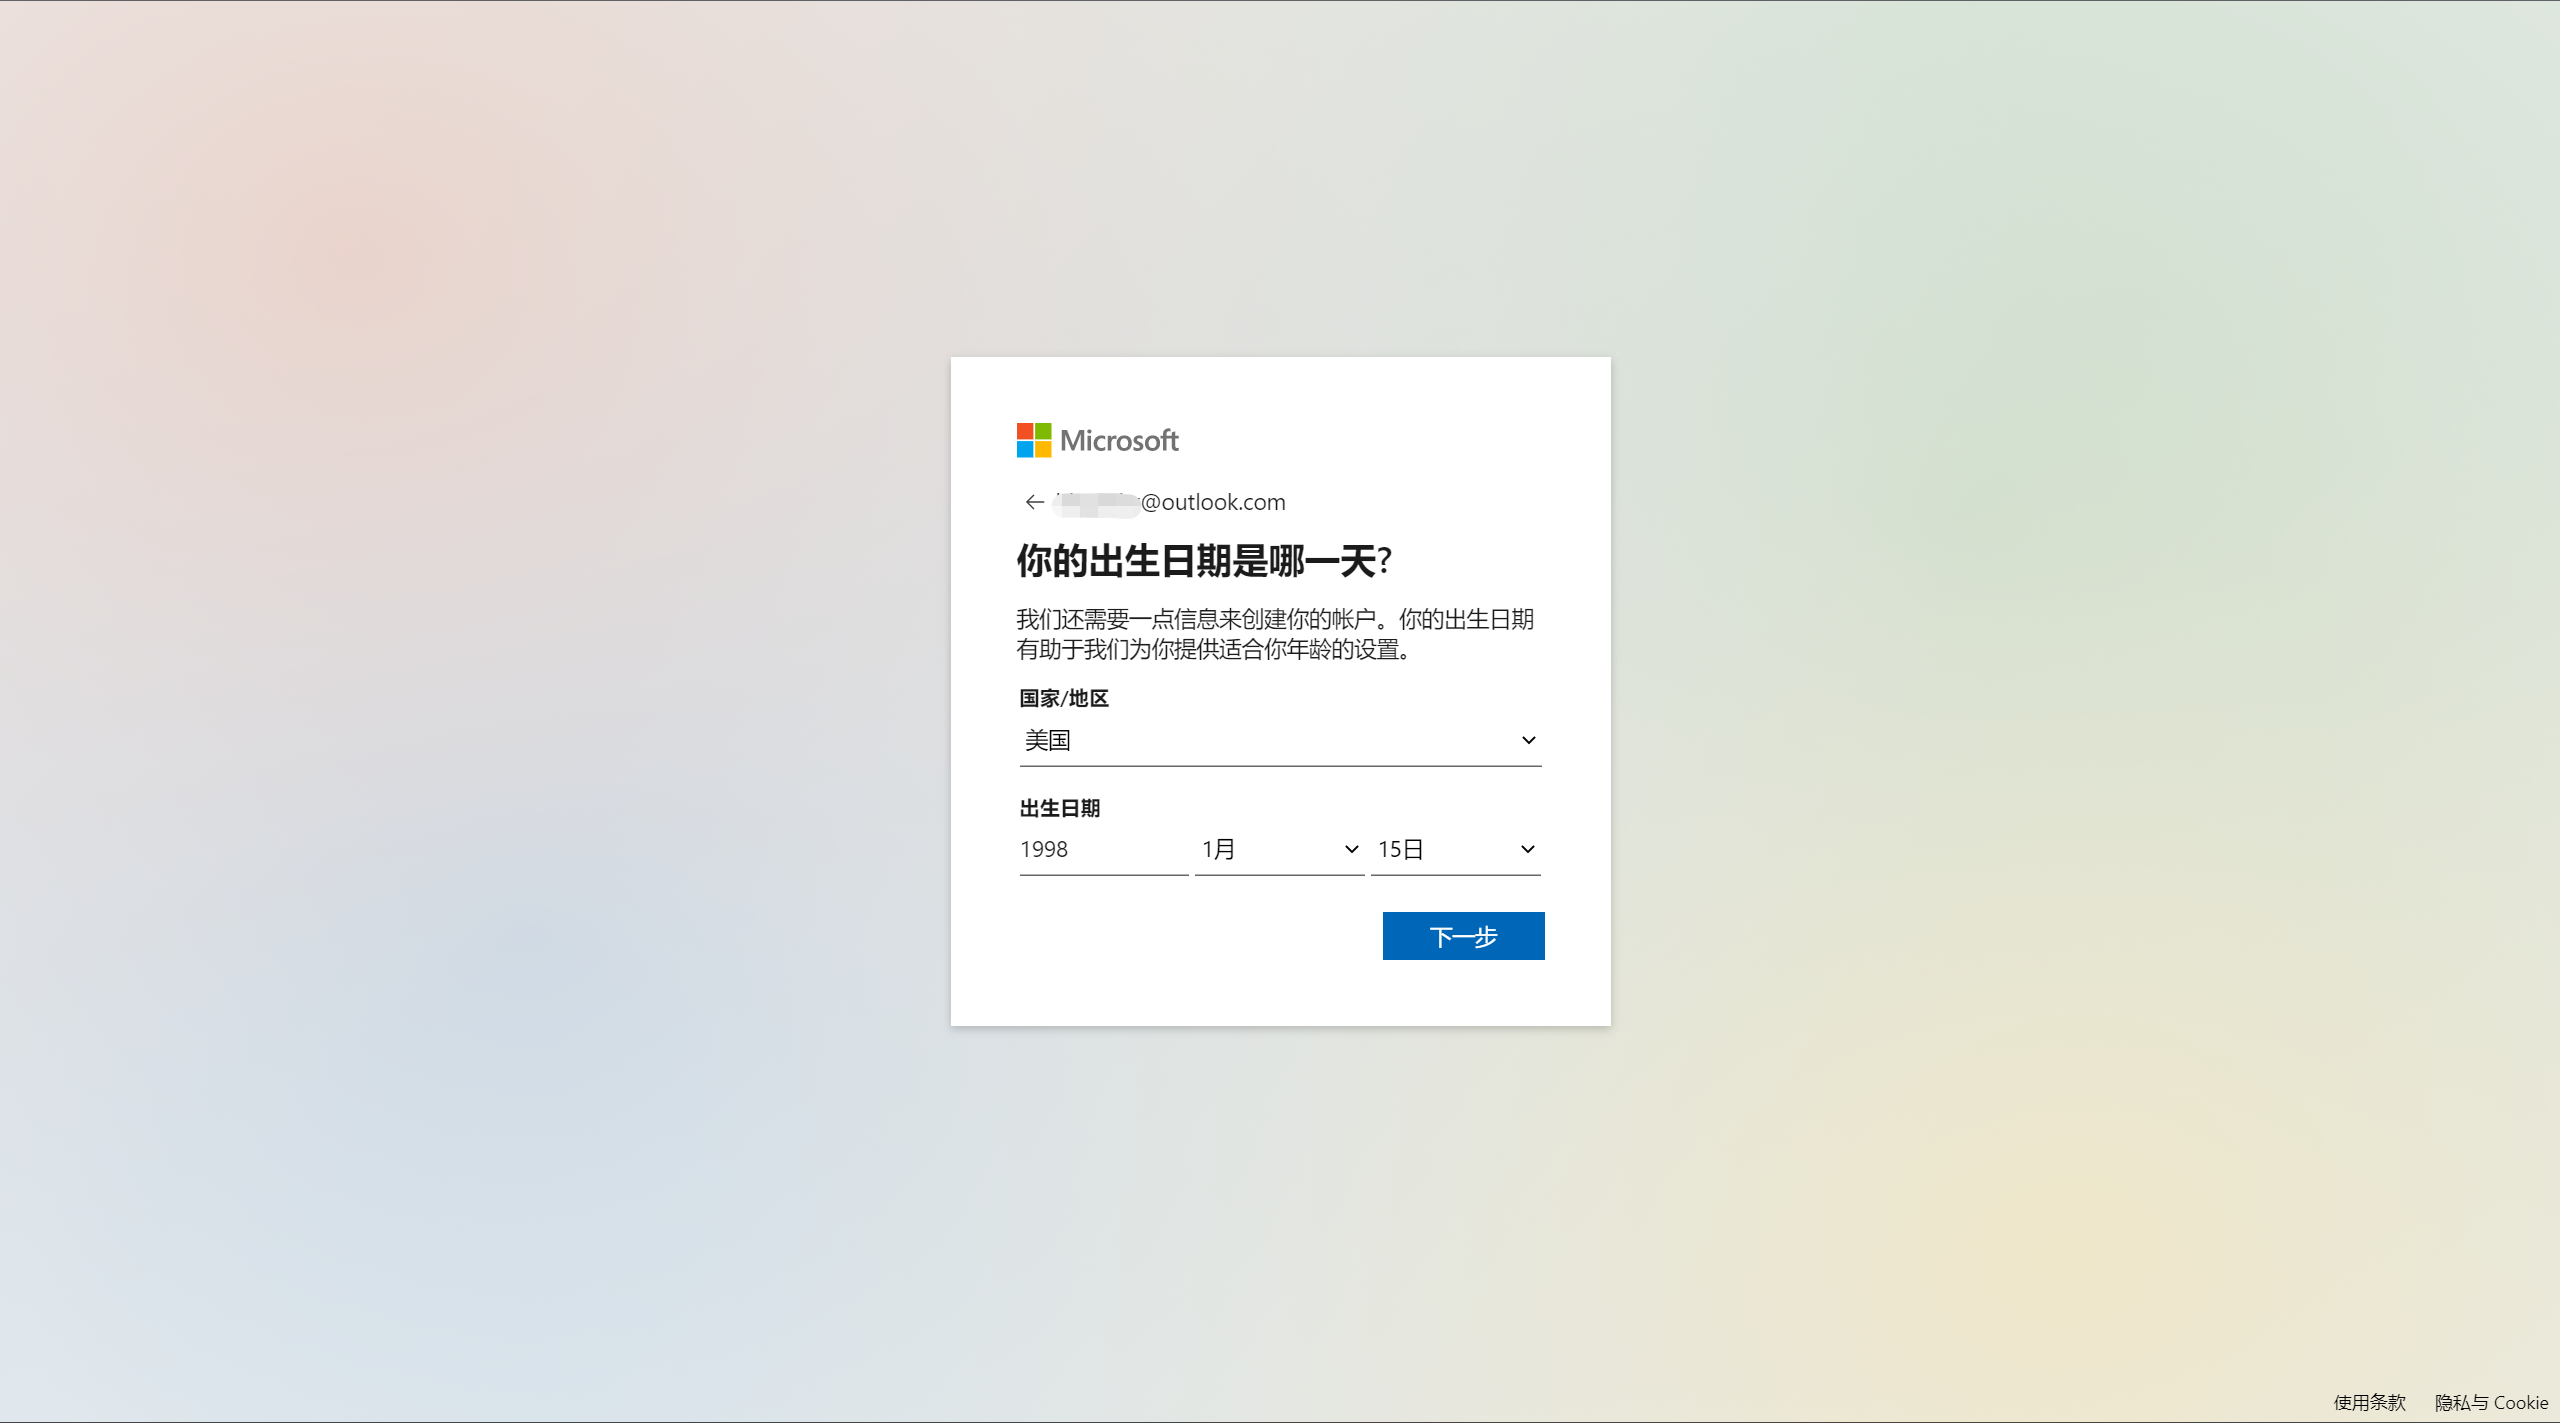 Microsoft
@outlook.com
你的出生日期是哪一天?
我们还需要一点信息来创建你的帐户。你的出生日期
有助于我们为你提供适合你年龄的设置。
国家/地区
美国
出生日期
1998 1月 15日
下一步
使用条款 隐私与 Cookie